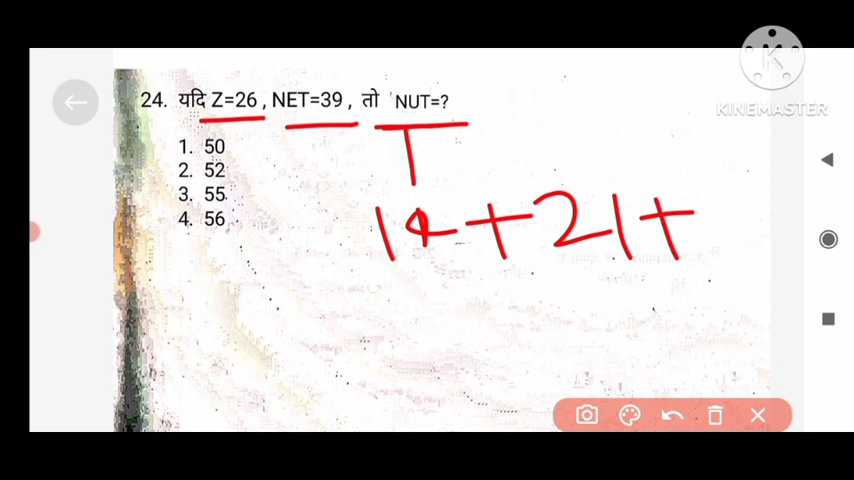 KINEMASTER
24. यदि Z=26 , NET=39 , तो 'NUT=?
1. 50
2. 52
3. 55
4. 56
14+21+